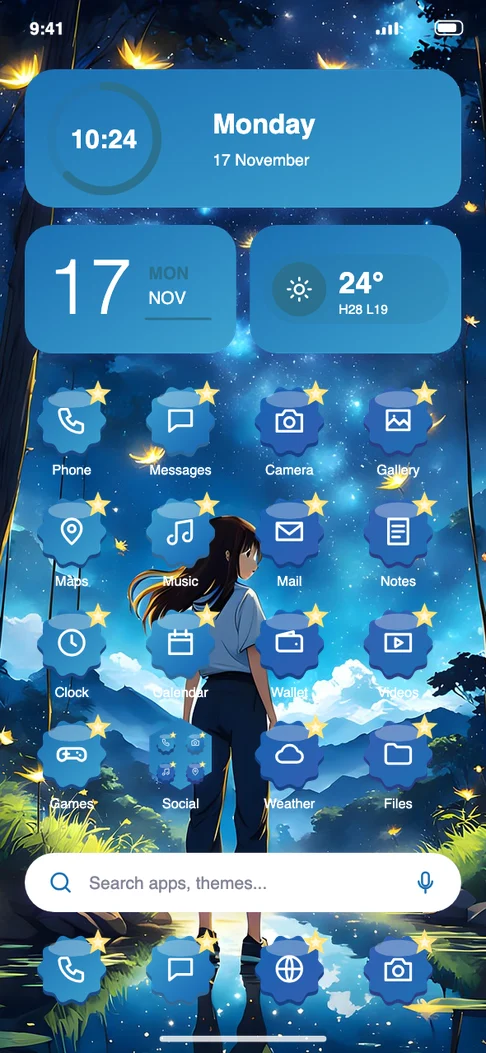 9:41
10:24
Monday
17 November
17
MON
NOV
24°
H28 L19
Phone
Messages
Camera
Gallery
Maps
Music
Mail
Notes
Clock
Calendar
Wallet
Videos
Games
Social
Weather
Files
Search apps, themes...